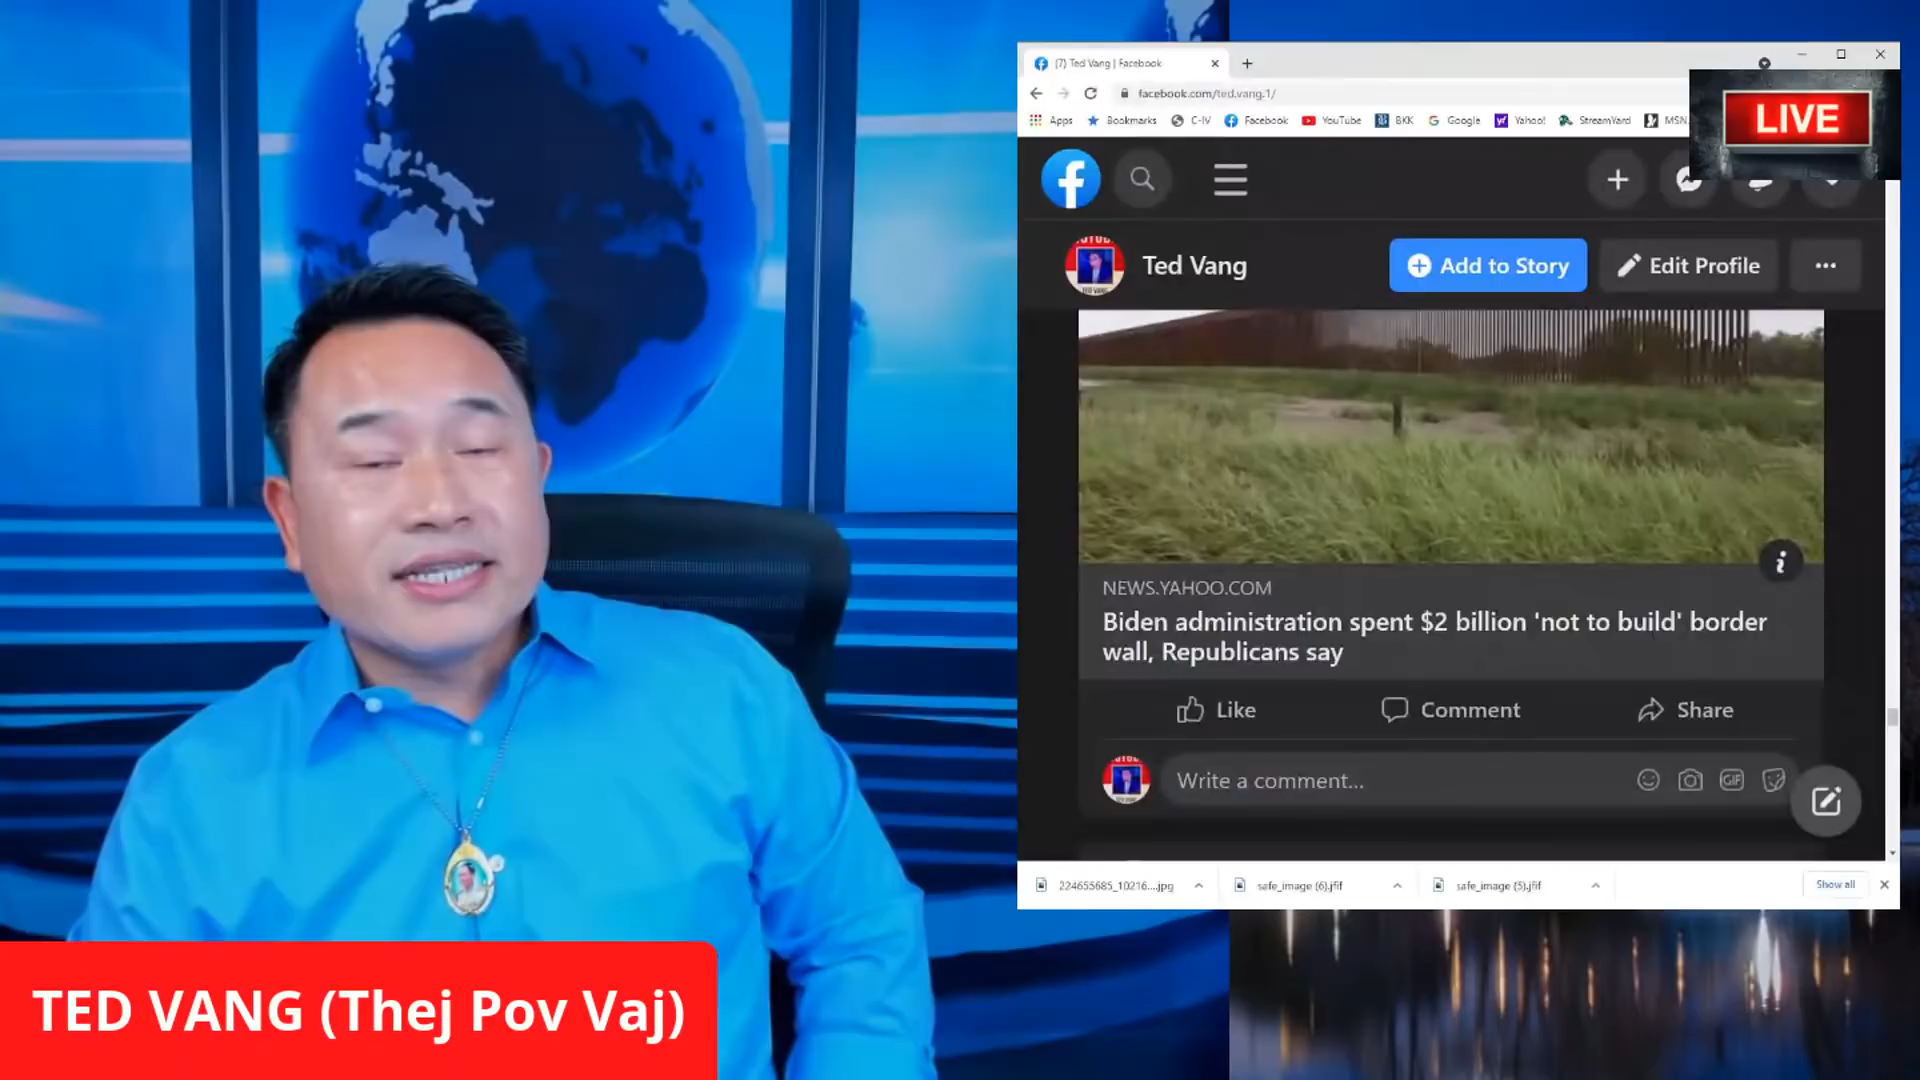 (7) Ted Vang | Facebook
facebook.com/ted.vang.1/
Apps Bookmarks C-IV Facebook YouTube BKK Google Yahoo! StreamYard MSN
LIVE
Ted Vang
Add to Story
Edit Profile
NEWS.YAHOO.COM
Biden administration spent $2 billion 'not to build' border
wall, Republicans say
Like Comment Share
Write a comment...
GIF
224655685_10216....jpg safe_image (6).jfif safe_image (5).jfif Show all
TED VANG (Thej Pov Vaj)